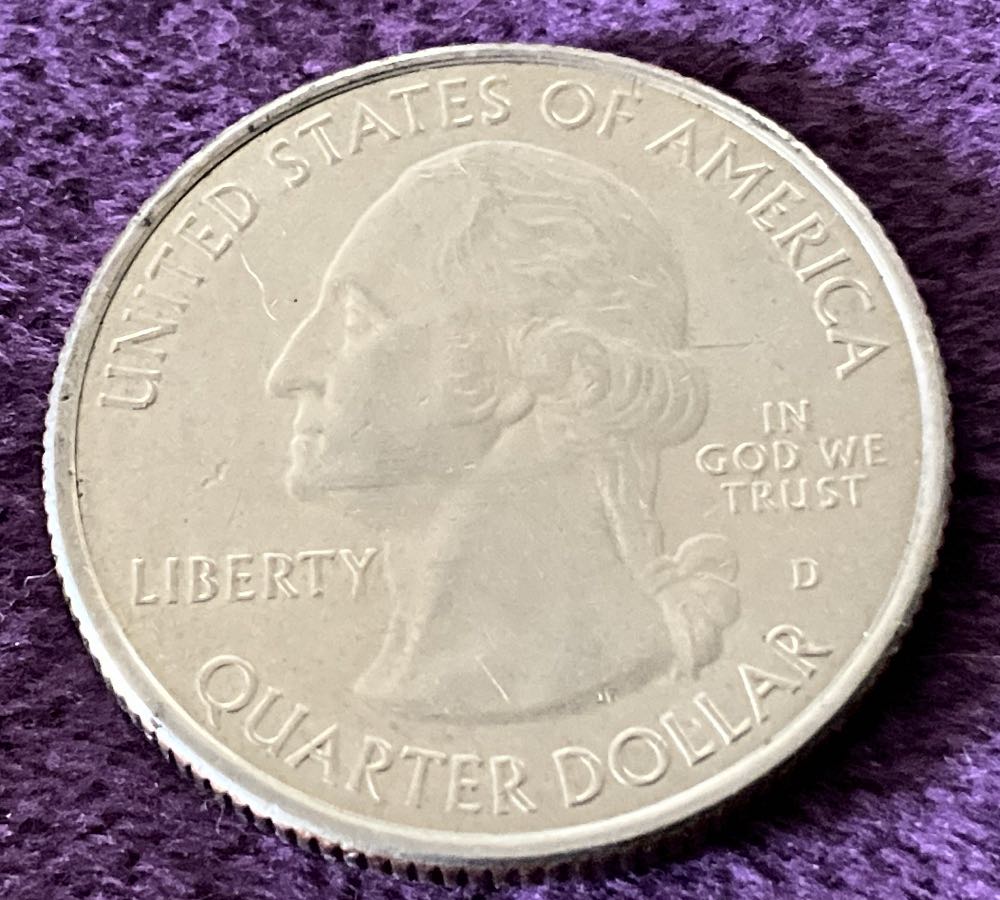 UNITED STATES OF AMERICA
IN
GOD WE
TRUST
LIBERTY
D
QUARTER DOLLAR